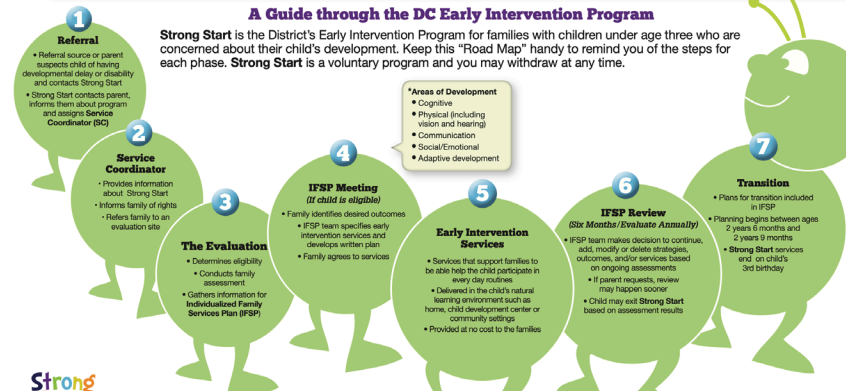 A Guide through the DC Early Intervention Program
Strong Start is the District's Early Intervention Program for families with children under age three who are
concerned about their child's development. Keep this "Road Map" handy to remind you of the steps for
each phase. Strong Start is a voluntary program and you may withdraw at any time.
1
Referral
• Referral source or parent
suspects child of having
developmental delay or disability
and contacts Strong Start
• Strong Start contacts parent,
informs them about program
and assigns Service
Coordinator (SC)
2
Service
Coordinator
• Provides information
about Strong Start
• Informs family of rights
• Refers family to an
evaluation site
3
The Evaluation
• Determines eligibility
• Conducts family
assessment
• Gathers information for
Individualized Family
Services Plan (IFSP)
4
IFSP Meeting
(If child is eligible)
• Family identifies desired outcomes
• IFSP team specifies early
intervention services and
develops written plan
• Family agrees to services
*Areas of Development
• Cognitive
• Physical (including
vision and hearing)
• Communication
• Social/Emotional
• Adaptive development
5
Early Intervention
Services
• Services that support families to
be able help the child participate in
every day routines
• Delivered in the child's natural
learning environment such as
home, child development center or
community settings
• Provided at no cost to the families
6
IFSP Review
(Six Months/Evaluate Annually)
• IFSP team makes decision to continue,
add, modify or delete strategies,
outcomes, and/or services based
on ongoing assessments
• If parent requests, review
may happen sooner
• Child may exit Strong Start
based on assessment results
7
Transition
• Plans for transition included
in IFSP
• Planning begins between ages
2 years 6 months and
2 years 9 months
• Strong Start services
end on child's
3rd birthday
Strong